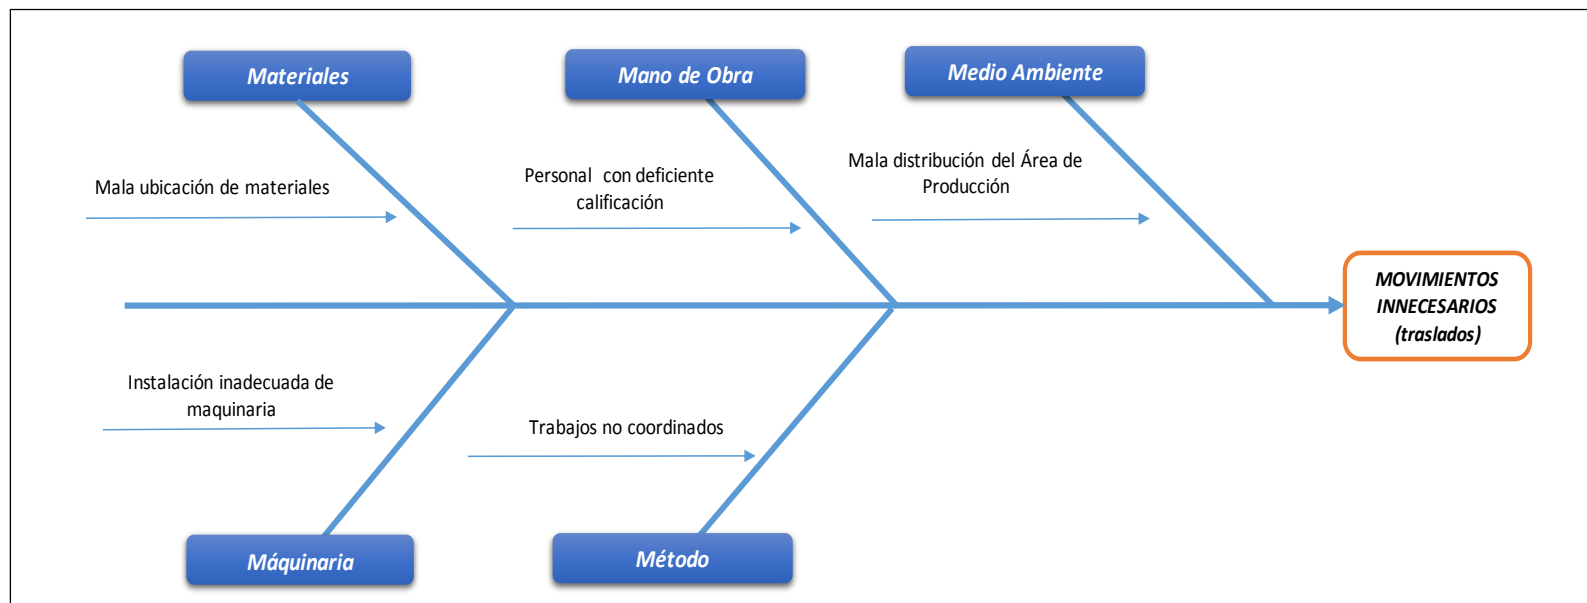 Materiales
Mano de Obra
Medio Ambiente
Mala ubicación de materiales
Personal con deficiente
calificación
Mala distribución del Área de
Producción
MOVIMIENTOS
INNECESARIOS
(traslados)
Instalación inadecuada de
maquinaria
Trabajos no coordinados
Máquinaria
Método